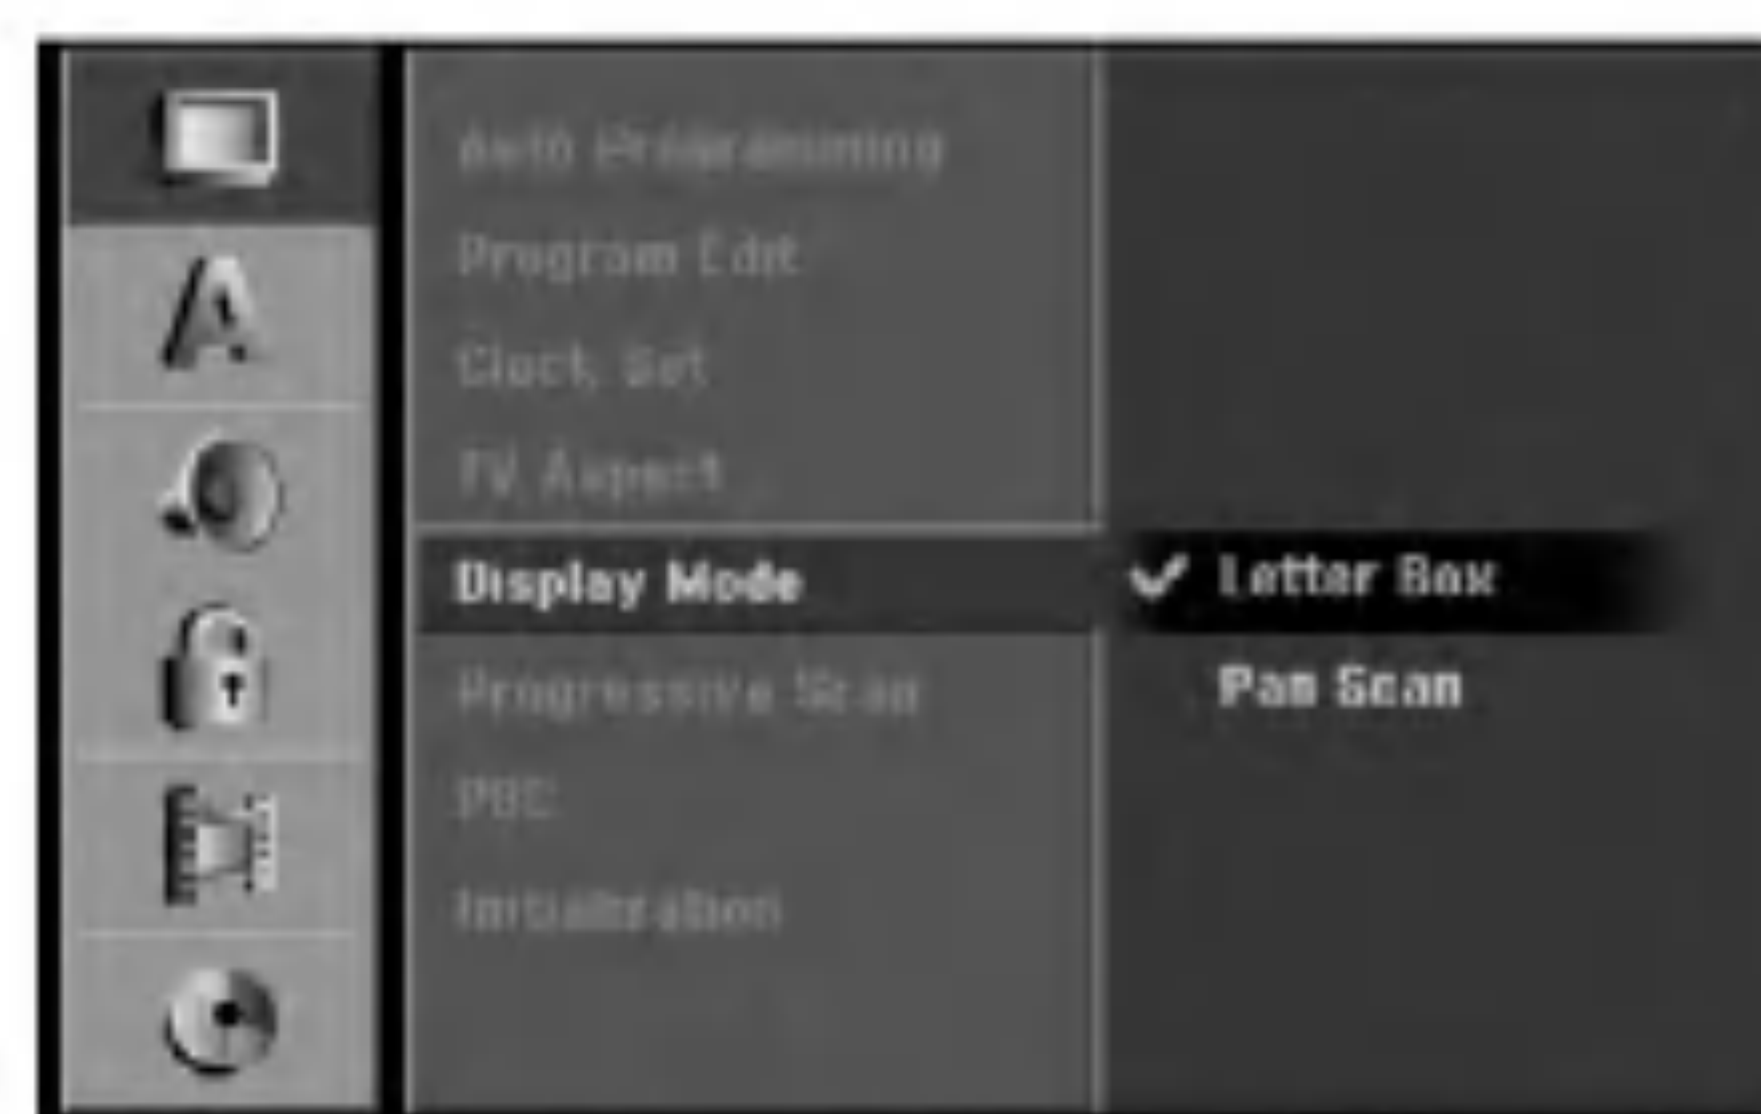 A
Auto Programming
Program Edit
Clock Set
TV Aspect
Display Mode
Letter Box
Pan Scan
Progressive Scan
PBC
Initialization